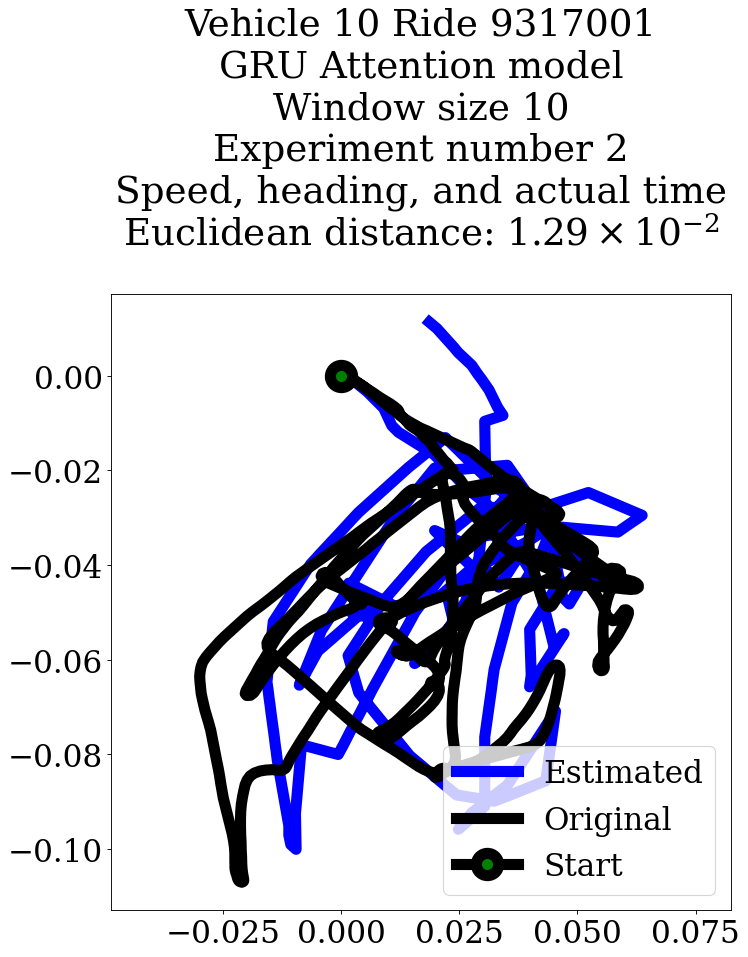 Vehicle 10 Ride 9317001
GRU Attention model
Window size 10
Experiment number 2
Speed, heading, and actual time
Euclidean distance: 1.29 × 10⁻²
0.00
−0.02
−0.04
−0.06
−0.08
−0.10
Estimated
Original
Start
−0.025 0.000 0.025 0.050 0.075